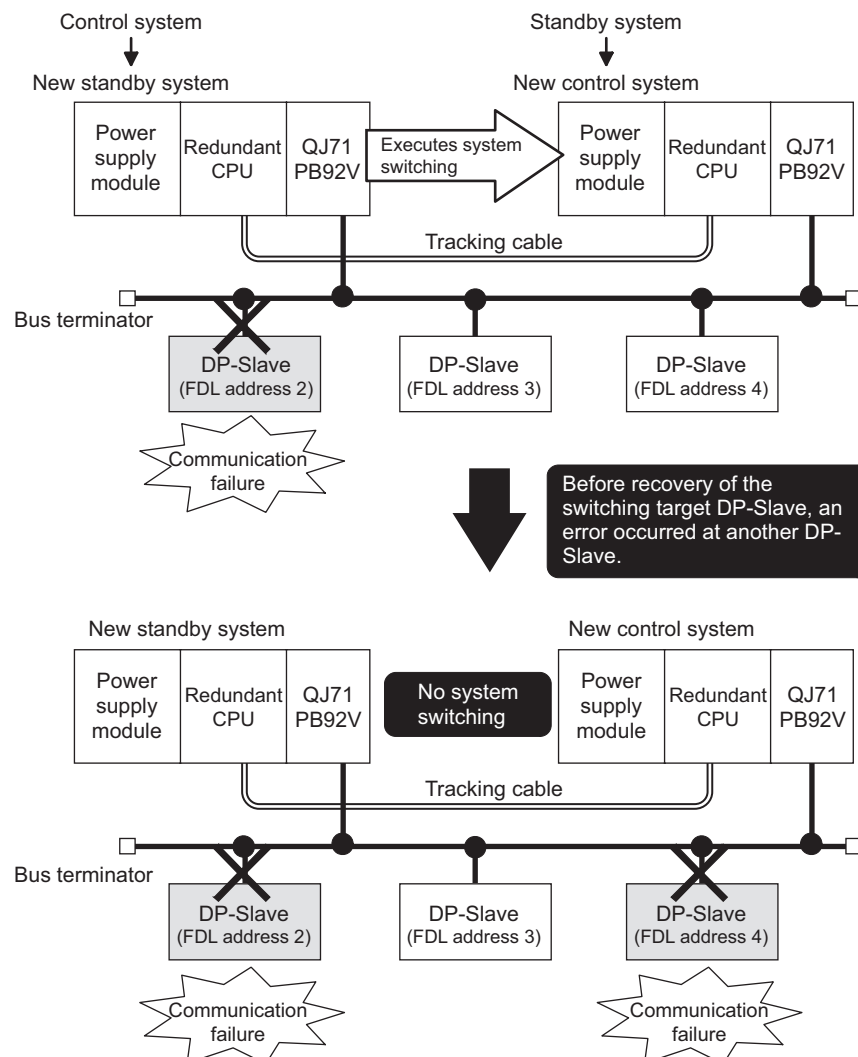 Control system
Standby system
New standby system
New control system
Power
supply
module
Redundant
CPU
QJ71
PB92V
Executes system
switching
Power
supply
module
Redundant
CPU
QJ71
PB92V
Tracking cable
Bus terminator
DP-Slave
(FDL address 2)
DP-Slave
(FDL address 3)
DP-Slave
(FDL address 4)
Communication
failure
Before recovery of the
switching target DP-Slave, an
error occurred at another DP-
Slave.
New standby system
New control system
Power
supply
module
Redundant
CPU
QJ71
PB92V
No system
switching
Power
supply
module
Redundant
CPU
QJ71
PB92V
Tracking cable
Bus terminator
DP-Slave
(FDL address 2)
DP-Slave
(FDL address 3)
DP-Slave
(FDL address 4)
Communication
failure
Communication
failure